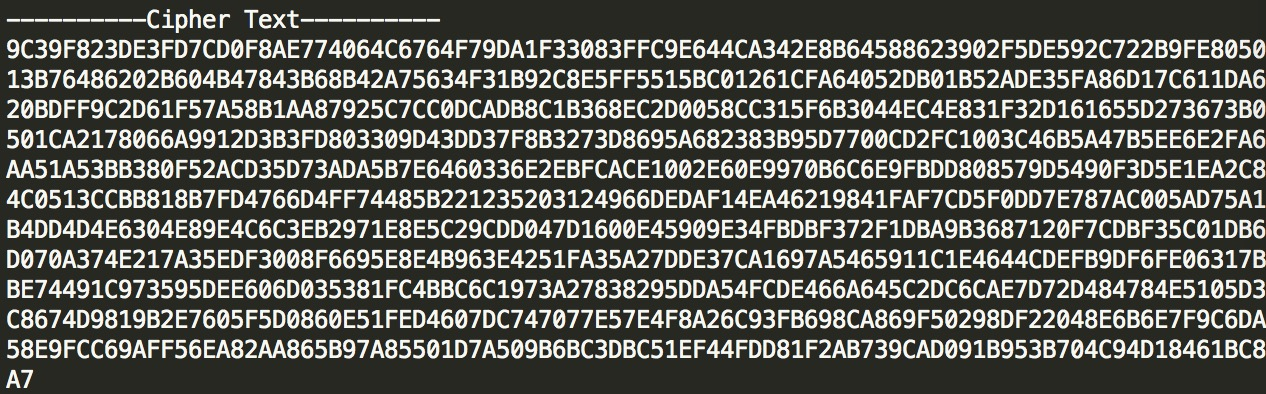 ----------Cipher Text----------
9C39F823DE3FD7CD0F8AE774064C6764F79DA1F33083FFC9E644CA342E8B64588623902F5DE592C722B9FE8050
13B76486202B604B47843B68B42A75634F31B92C8E5FF5515BC01261CFA64052DB01B52ADE35FA86D17C611DA6
20BDFF9C2D61F57A58B1AA87925C7CC0DCADB8C1B368EC2D0058CC315F6B3044EC4E831F32D161655D273673B0
501CA2178066A9912D3B3FD803309D43DD37F8B3273D8695A682383B95D7700CD2FC1003C46B5A47B5EE6E2FA6
AA51A53BB380F52ACD35D73ADA5B7E6460336E2EBFCACE1002E60E9970B6C6E9FBDD808579D5490F3D5E1EA2C8
4C0513CCBB818B7FD4766D4FF74485B221235203124966DEDAF14EA46219841FAF7CD5F0DD7E787AC005AD75A1
B4DD4D4E6304E89E4C6C3EB2971E8E5C29CDD047D1600E45909E34FBDBF372F1DBA9B3687120F7CDBF35C01DB6
D070A374E217A35EDF3008F6695E8E4B963E4251FA35A27DDE37CA1697A5465911C1E4644CDEFB9DF6FE06317B
BE74491C973595DEE606D035381FC4BBC6C1973A27838295DDA54FCDE466A645C2DC6CAE7D72D484784E5105D3
C8674D9819B2E7605F5D0860E51FED4607DC747077E57E4F8A26C93FB698CA869F50298DF22048E6B6E7F9C6DA
58E9FCC69AFF56EA82AA865B97A85501D7A509B6BC3DBC51EF44FDD81F2AB739CAD091B953B704C94D18461BC8
A7